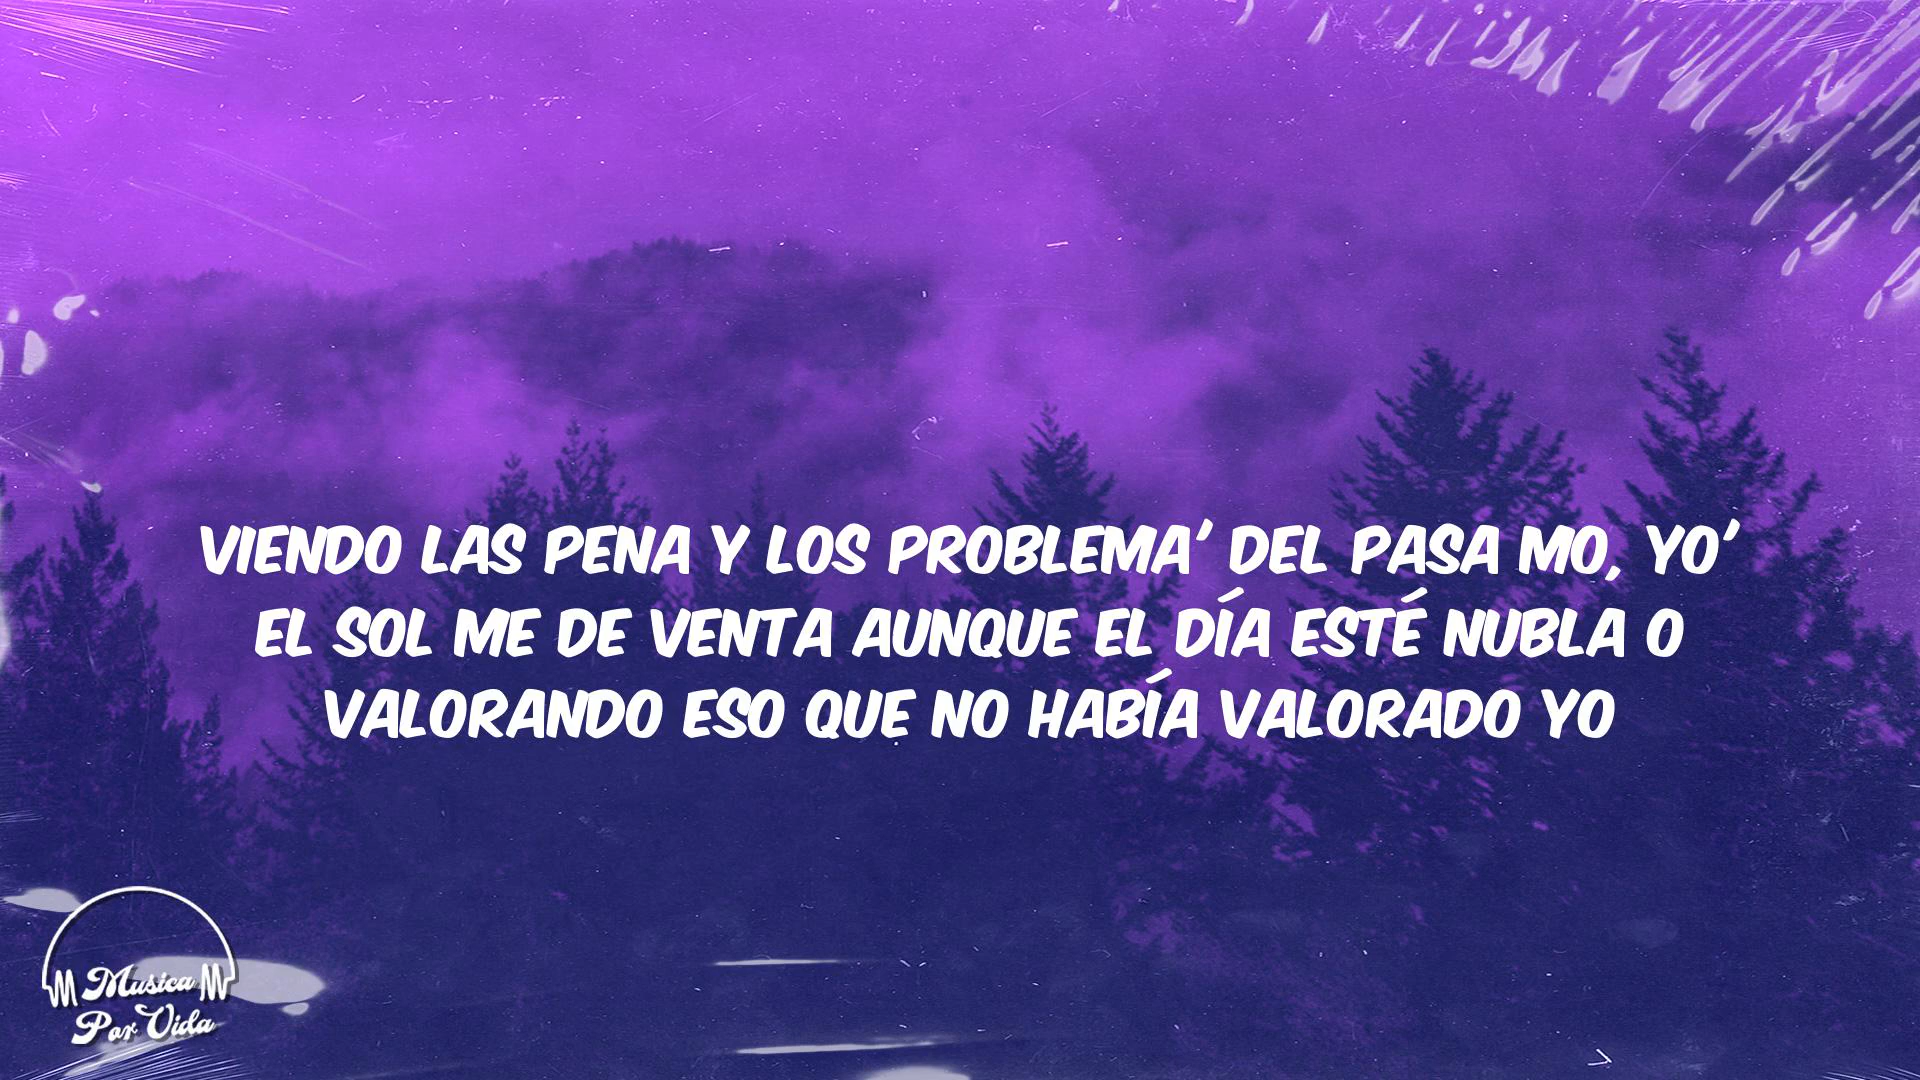 VIENDO LAS PENA Y LOS PROBLEMA' DEL PASA MO, YO'
EL SOL ME DE VENTA AUNQUE EL DÍA ESTÉ NUBLA O
VALORANDO ESO QUE NO HABÍA VALORADO YO
Musica
Por Vida